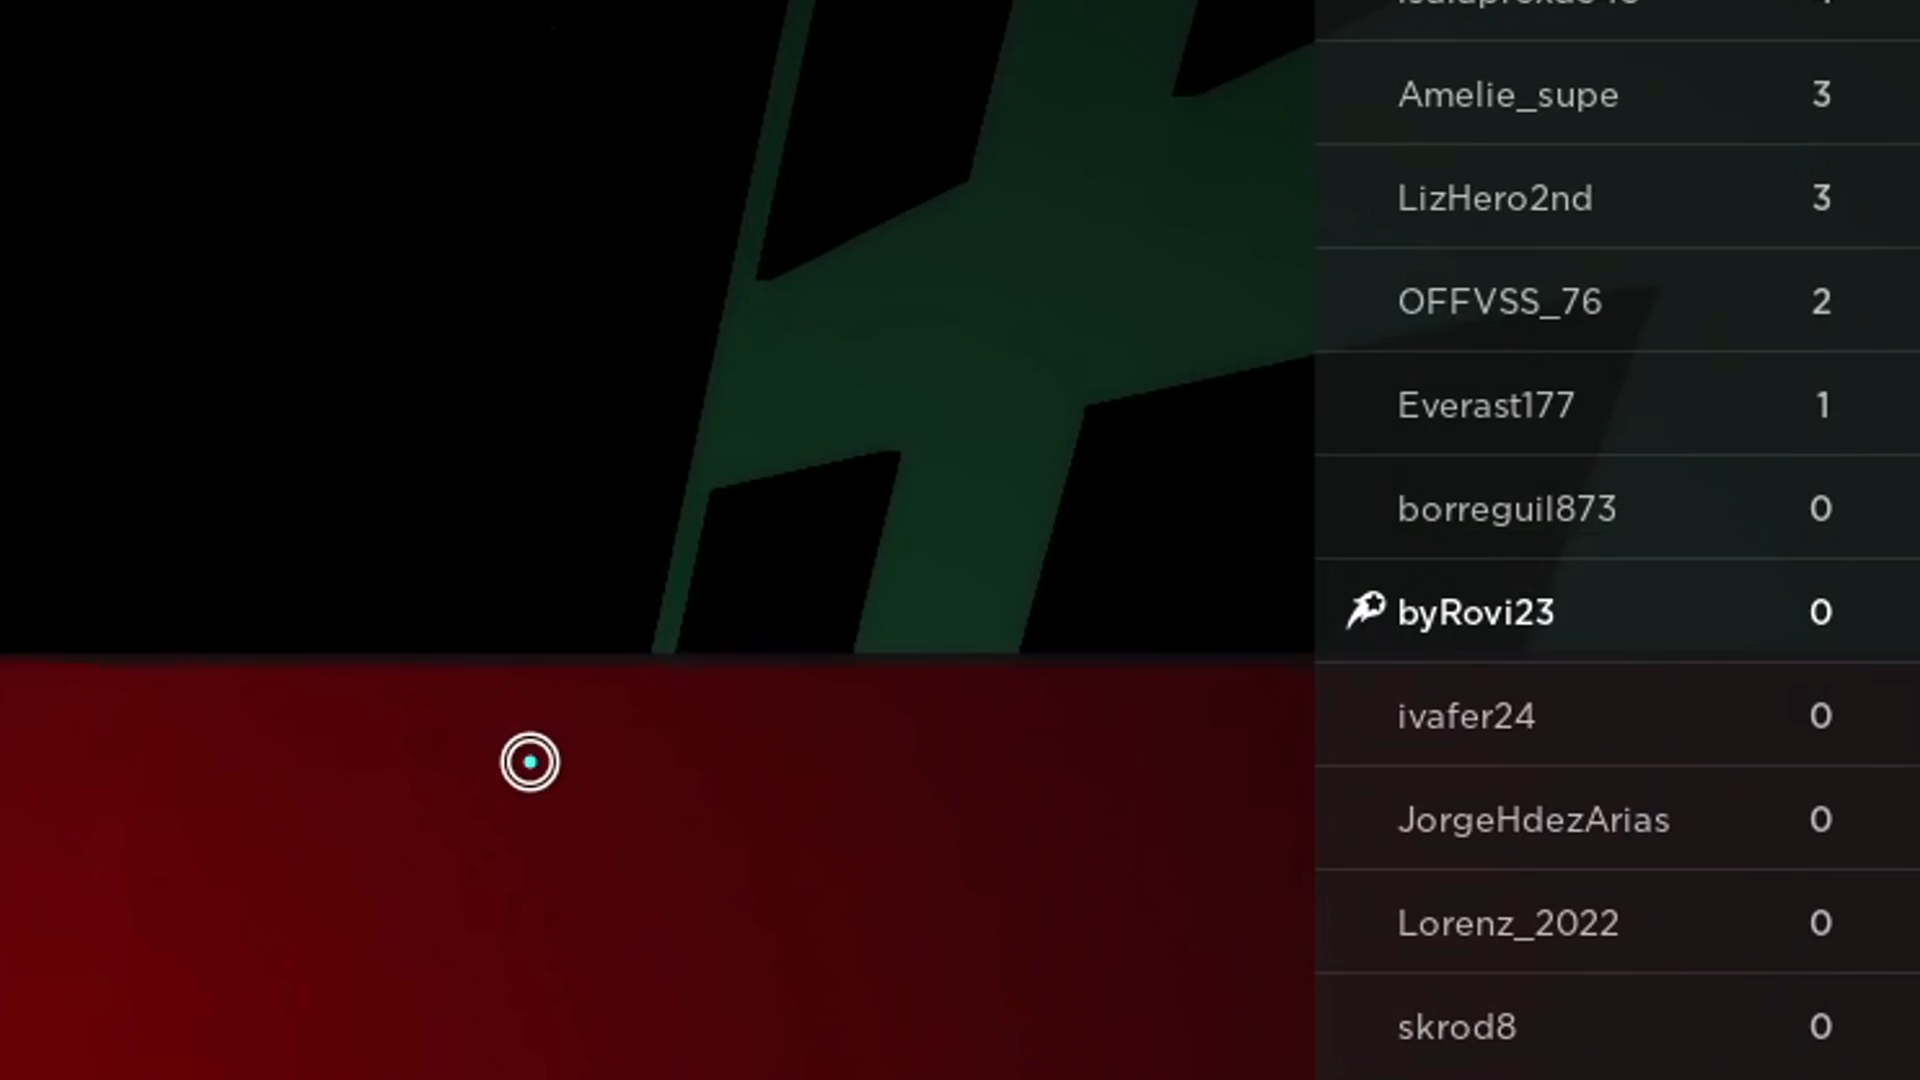 Amelie_supe 3
LizHero2nd 3
OFFVSS_76 2
Everast177 1
borreguil873 0
byRovi23 0
ivafer24 0
JorgeHdezArias 0
Lorenz_2022 0
skrod8 0